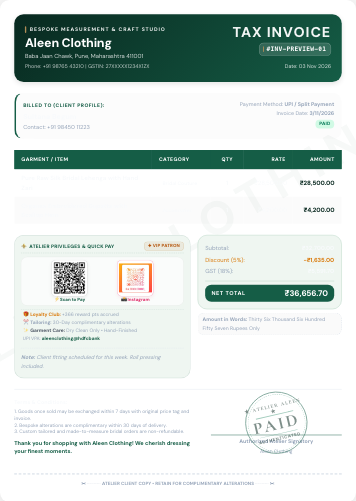 BESPOKE MEASUREMENT & CRAFT STUDIO
Aleen Clothing
Baba Jaan Chawk, Pune, Maharashtra 411001
Phone: +91 98765 43210 | GSTIN: 27XXXXX1234X1ZX
TAX INVOICE
#INV-PREVIEW-01
Date: 03 Nov 2026
BILLED TO (CLIENT PROFILE):
Contact: +91 98450 11223
Payment Method: UPI / Split Payment
Invoice Date: 3/11/2026
PAID
GARMENT / ITEM CATEGORY QTY RATE AMOUNT
₹28,500.00
₹4,200.00
ATELIER PRIVILEGES & QUICK PAY
VIP PATRON
Scan to Pay
Instagram
Loyalty Club: +366 reward pts accrued
Tailoring: 30-Day complimentary alterations
Garment Care: Dry Clean Only • Hand-finished
UPI VPA: aleenclothing@hdfcbank
Note: Client fitting scheduled for this week. Roll pressing
included.
Subtotal:
Discount (5%): -₹1,635.00
GST (18%):
NET TOTAL ₹36,656.70
Amount in Words: Thirty Six Thousand Six Hundred
Fifty Seven Rupees Only
1. Goods once sold may be exchanged within 7 days with original price tag and
invoice.
2. Bespoke alterations are complimentary within 30 days of delivery.
3. Custom tailored and made-to-measure bridal orders are non-refundable.
Thank you for shopping with Aleen Clothing! We cherish dressing
your finest moments.
ATELIER ALEEN
PAID
Authorized Atelier Signatory
Aleen Clothing
ATELIER CLIENT COPY • RETAIN FOR COMPLIMENTARY ALTERATIONS